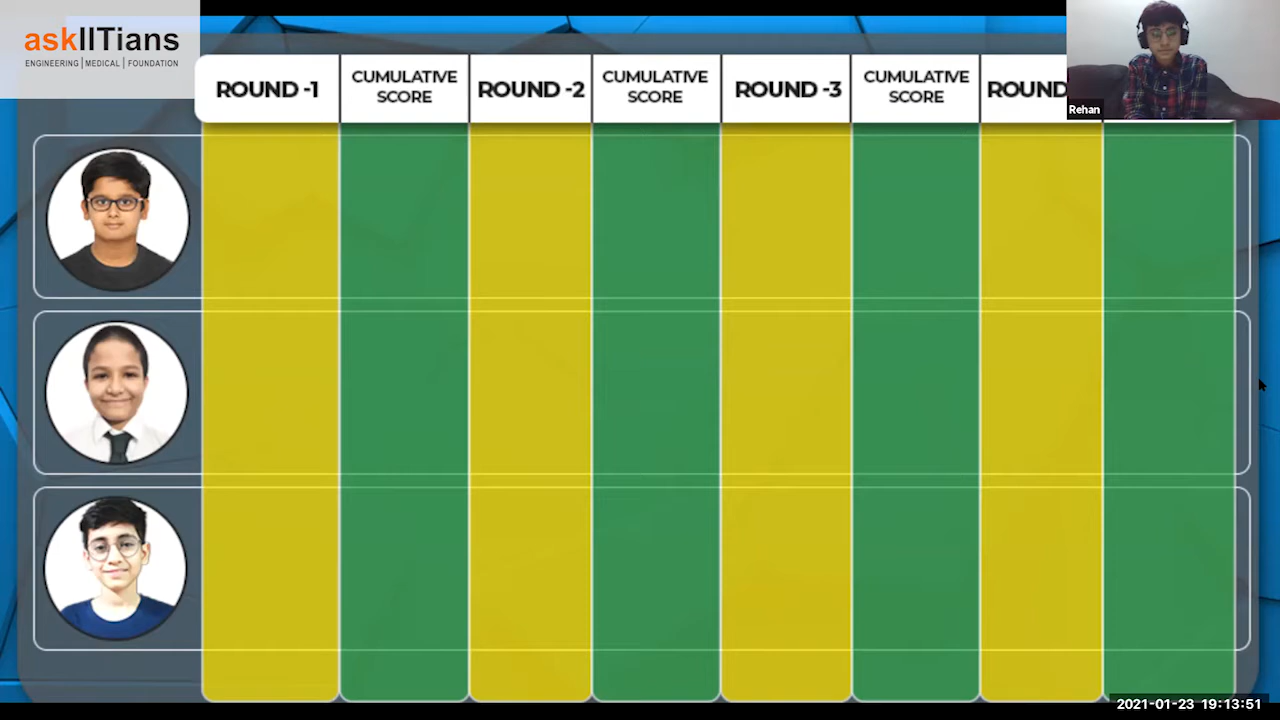 askIITians
ENGINEERING | MEDICAL | FOUNDATION
ROUND -1
CUMULATIVE
SCORE
ROUND -2
CUMULATIVE
SCORE
ROUND -3
CUMULATIVE
SCORE
ROUND
Rehan
2021-01-23 19:13:51